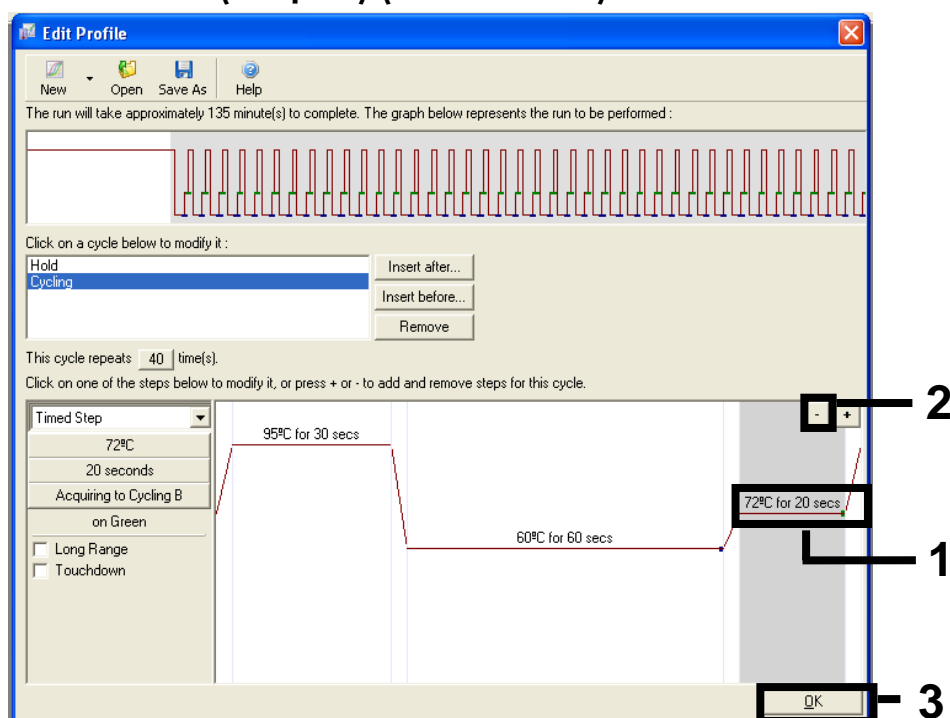 Edit Profile
New Open Save As Help
The run will take approximately 135 minute(s) to complete. The graph below represents the run to be performed :
Click on a cycle below to modify it :
Hold
Cycling
Insert after...
Insert before...
Remove
This cycle repeats 40 time(s).
Click on one of the steps below to modify it, or press + or - to add and remove steps for this cycle.
Timed Step
72ºC
20 seconds
Acquiring to Cycling B
on Green
Long Range
Touchdown
95ºC for 30 secs
60ºC for 60 secs
72ºC for 20 secs
- +
2
1
OK
3